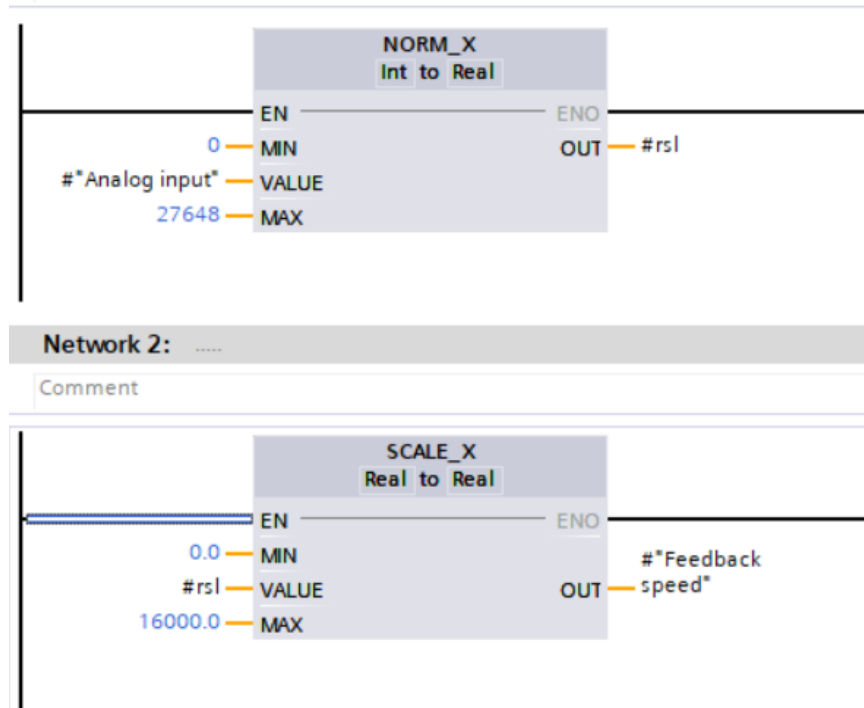 NORM_X
Int to Real
EN ENO
0 MIN OUT #rsl
#"Analog input" VALUE
27648 MAX
Network 2: .....
Comment
SCALE_X
Real to Real
EN ENO
0.0 MIN #"Feedback
#rsl VALUE OUT speed"
16000.0 MAX